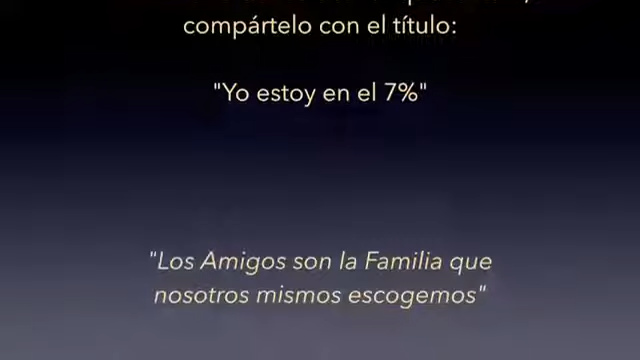 compártelo con el título:
"Yo estoy en el 7%"
"Los Amigos son la Familia que
nosotros mismos escogemos"